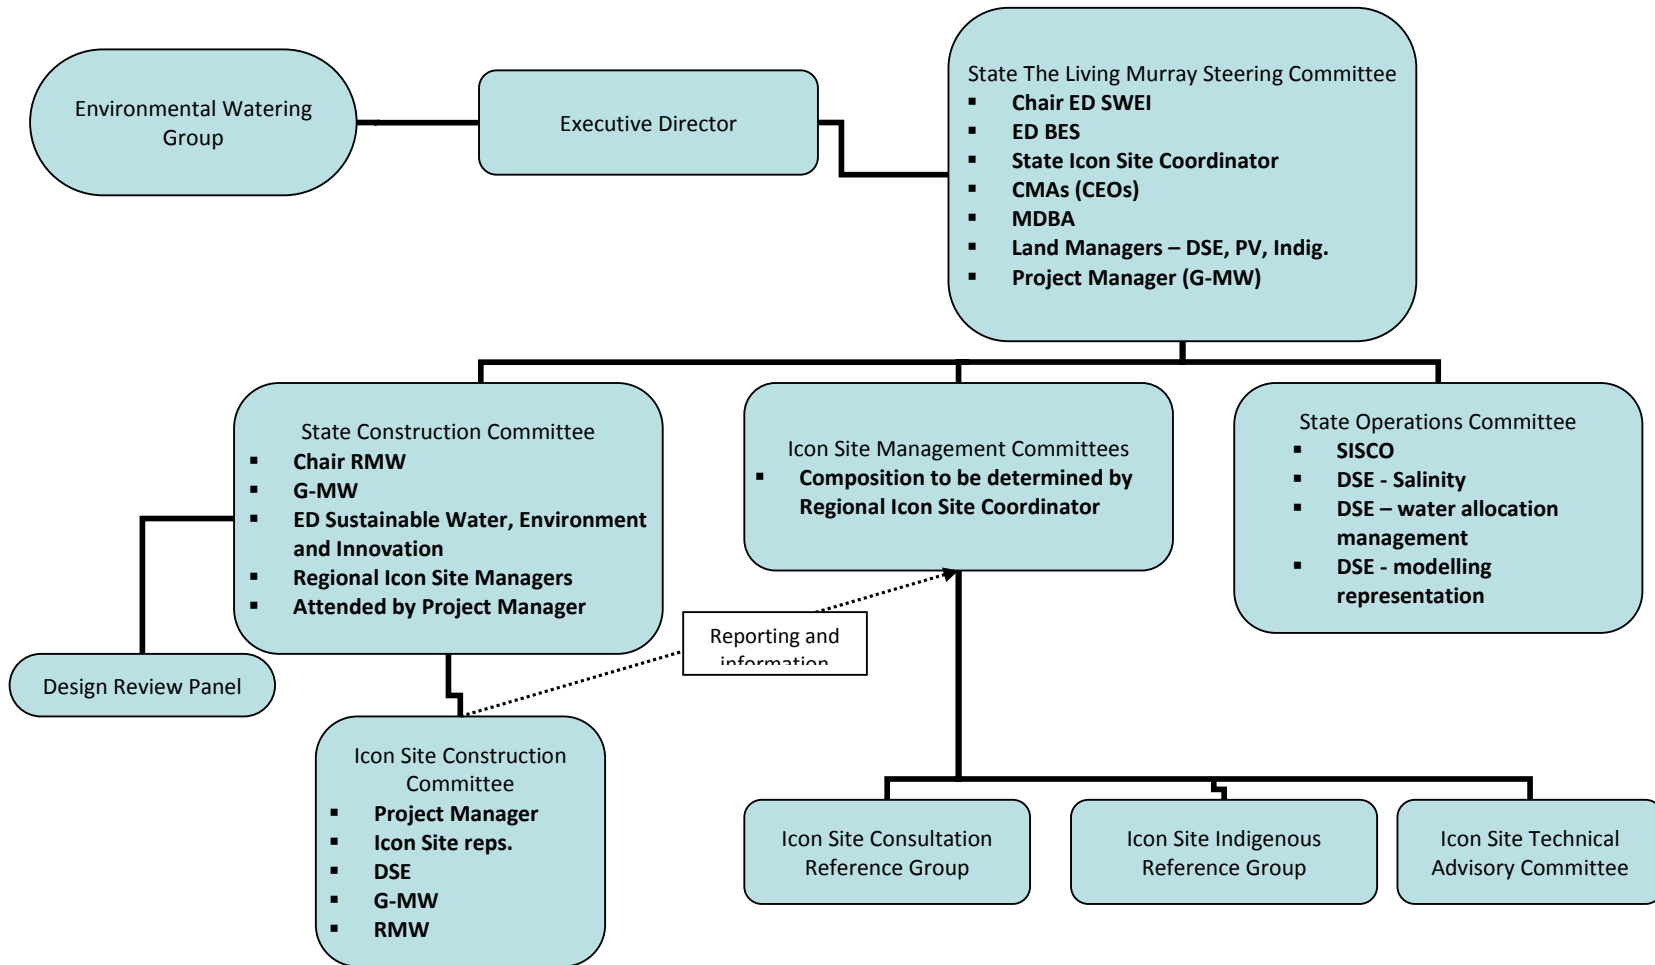 Environmental Watering
Group
Executive Director
State The Living Murray Steering Committee
▪ Chair ED SWEI
▪ ED BES
▪ State Icon Site Coordinator
▪ CMAs (CEOs)
▪ MDBA
▪ Land Managers – DSE, PV, Indig.
▪ Project Manager (G-MW)
State Construction Committee
▪ Chair RMW
▪ G-MW
▪ ED Sustainable Water, Environment
and Innovation
▪ Regional Icon Site Managers
▪ Attended by Project Manager
Icon Site Management Committees
▪ Composition to be determined by
Regional Icon Site Coordinator
State Operations Committee
▪ SISCO
▪ DSE - Salinity
▪ DSE – water allocation
management
▪ DSE - modelling
representation
Reporting and
information
Design Review Panel
Icon Site Construction
Committee
▪ Project Manager
▪ Icon Site reps.
▪ DSE
▪ G-MW
▪ RMW
Icon Site Consultation
Reference Group
Icon Site Indigenous
Reference Group
Icon Site Technical
Advisory Committee